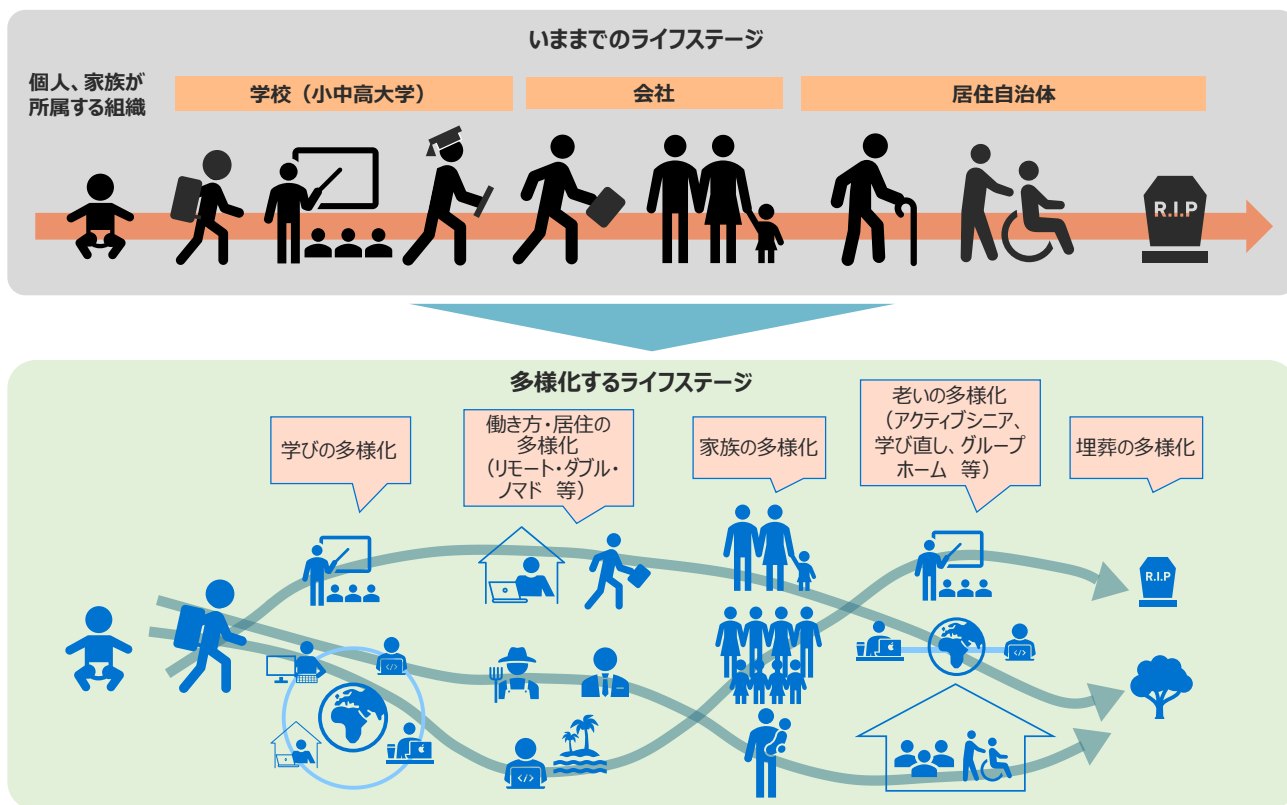 いままでのライフステージ
個人、家族が
所属する組織
学校（小中高大学）
会社
居住自治体
R.I.P
多様化するライフステージ
学びの多様化
働き方・居住の
多様化
（リモート・ダブル・
ノマド　等）
家族の多様化
老いの多様化
（アクティブシニア、
学び直し、グループ
ホーム　等）
埋葬の多様化
R.I.P
</>
</>
</>